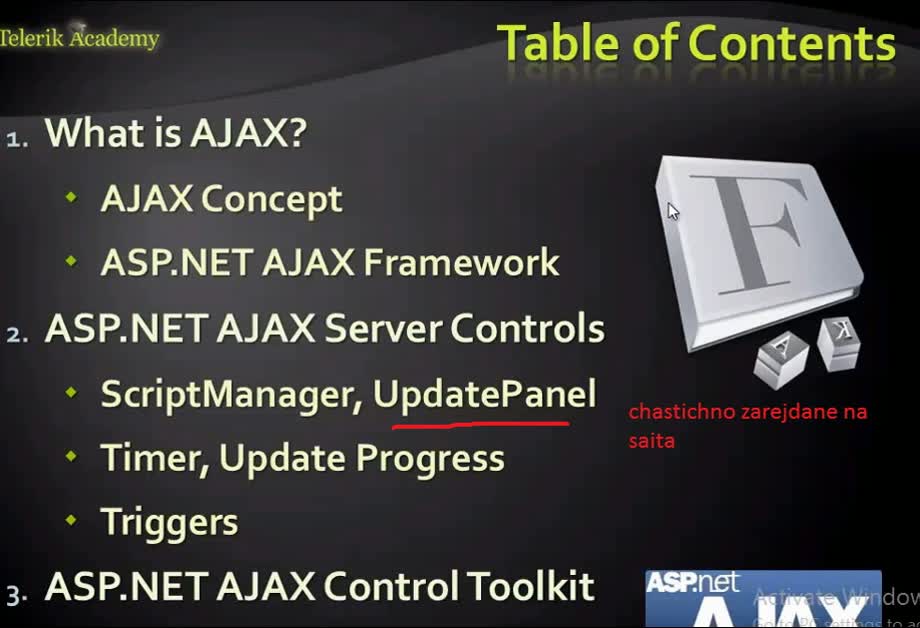 Telerik Academy
Table of Contents
1. What is AJAX?
AJAX Concept
ASP.NET AJAX Framework
2. ASP.NET AJAX Server Controls
ScriptManager, UpdatePanel
chastichno zarejdane na
saita
Timer, Update Progress
Triggers
3. ASP.NET AJAX Control Toolkit
F
A
X
ASP.net
AJAX
Activate Window
Go to PC settings to a